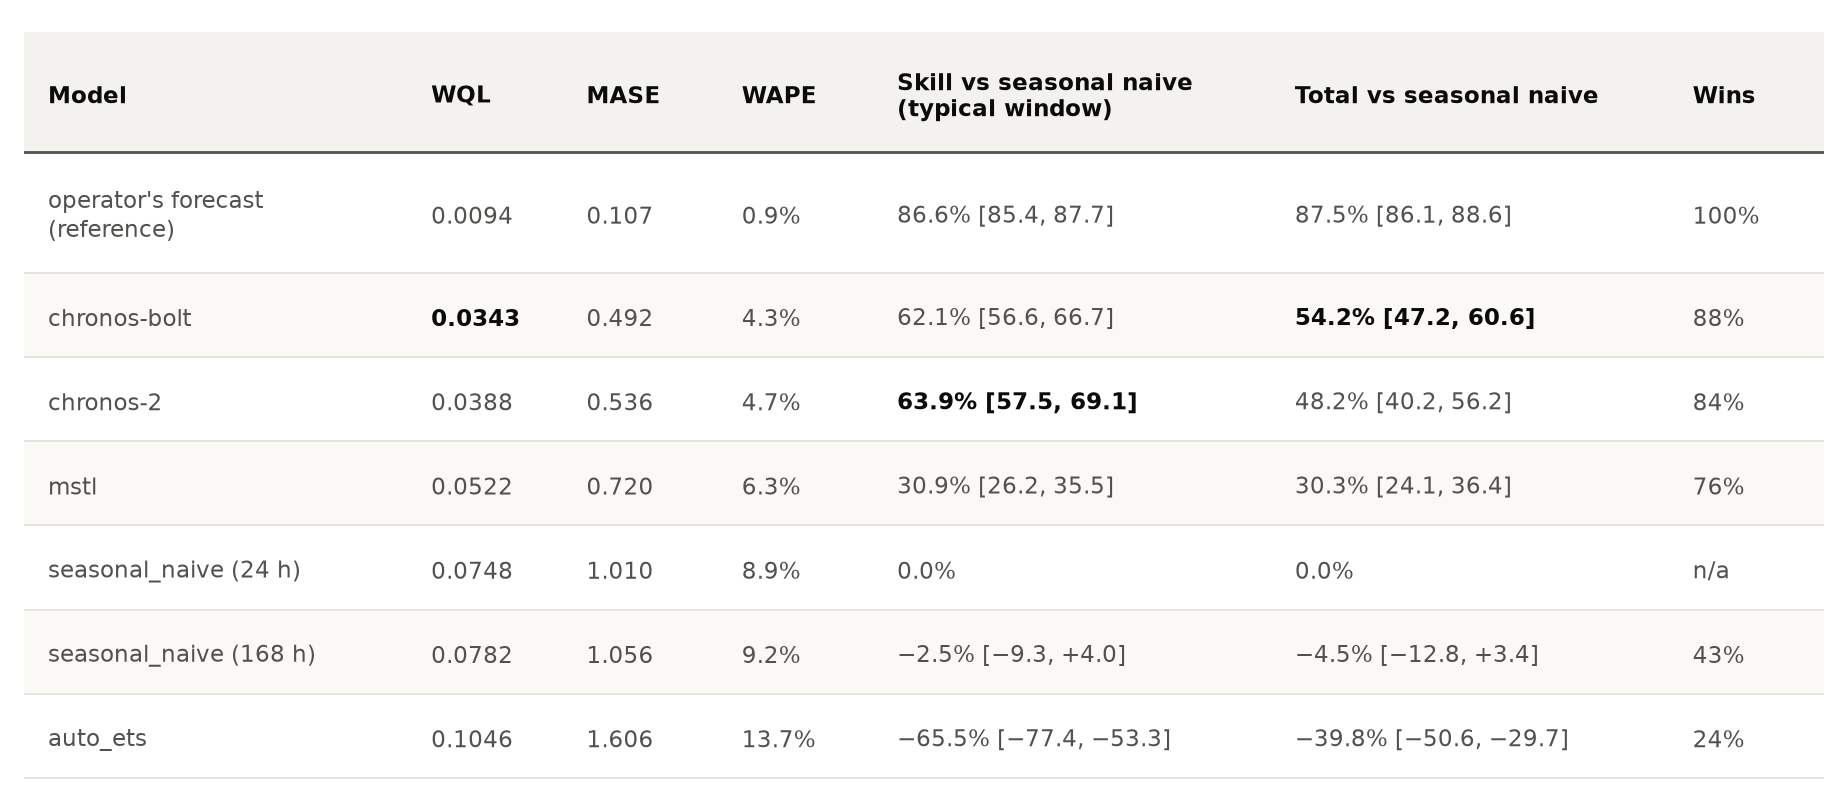 Model WQL MASE WAPE Skill vs seasonal naive (typical window) Total vs seasonal naive Wins
operator's forecast (reference) 0.0094 0.107 0.9% 86.6% [85.4, 87.7] 87.5% [86.1, 88.6] 100%
chronos-bolt 0.0343 0.492 4.3% 62.1% [56.6, 66.7] 54.2% [47.2, 60.6] 88%
chronos-2 0.0388 0.536 4.7% 63.9% [57.5, 69.1] 48.2% [40.2, 56.2] 84%
mstl 0.0522 0.720 6.3% 30.9% [26.2, 35.5] 30.3% [24.1, 36.4] 76%
seasonal_naive (24 h) 0.0748 1.010 8.9% 0.0% 0.0% n/a
seasonal_naive (168 h) 0.0782 1.056 9.2% −2.5% [−9.3, +4.0] −4.5% [−12.8, +3.4] 43%
auto_ets 0.1046 1.606 13.7% −65.5% [−77.4, −53.3] −39.8% [−50.6, −29.7] 24%